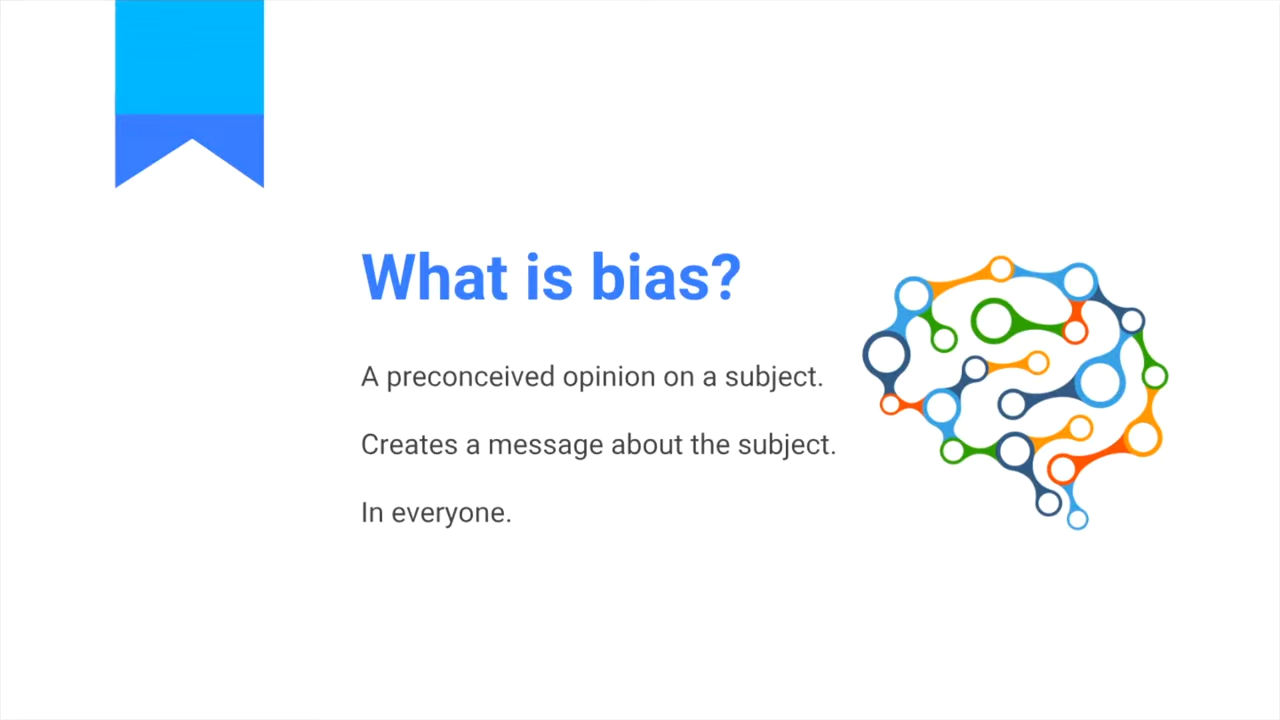 What is bias?
A preconceived opinion on a subject.
Creates a message about the subject.
In everyone.